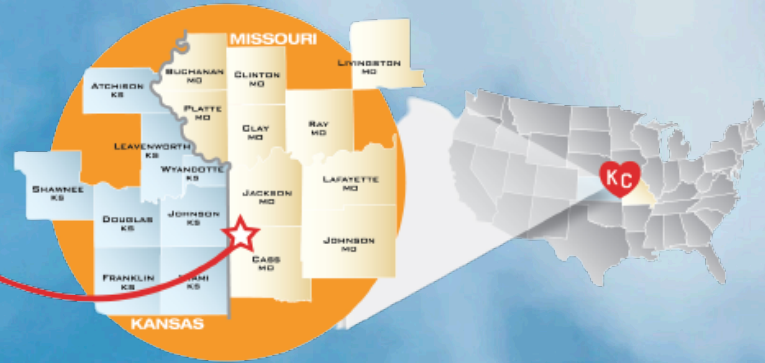 MISSOURI
LIVINGSTON
MO
BUCHANAN
MO
CLINTON
MO
ATCHISON
KS
PLATTE
MO
CLAY
MO
RAY
MO
LEAVENWORTH
KS
WYANDOTTE
KS
KC
SHAWNEE
KS
JACKSON
MO
LAFAYETTE
MO
DOUGLAS
KS
JOHNSON
KS
JOHNSON
MO
CASS
MO
FRANKLIN
KS
MIAMI
KS
KANSAS